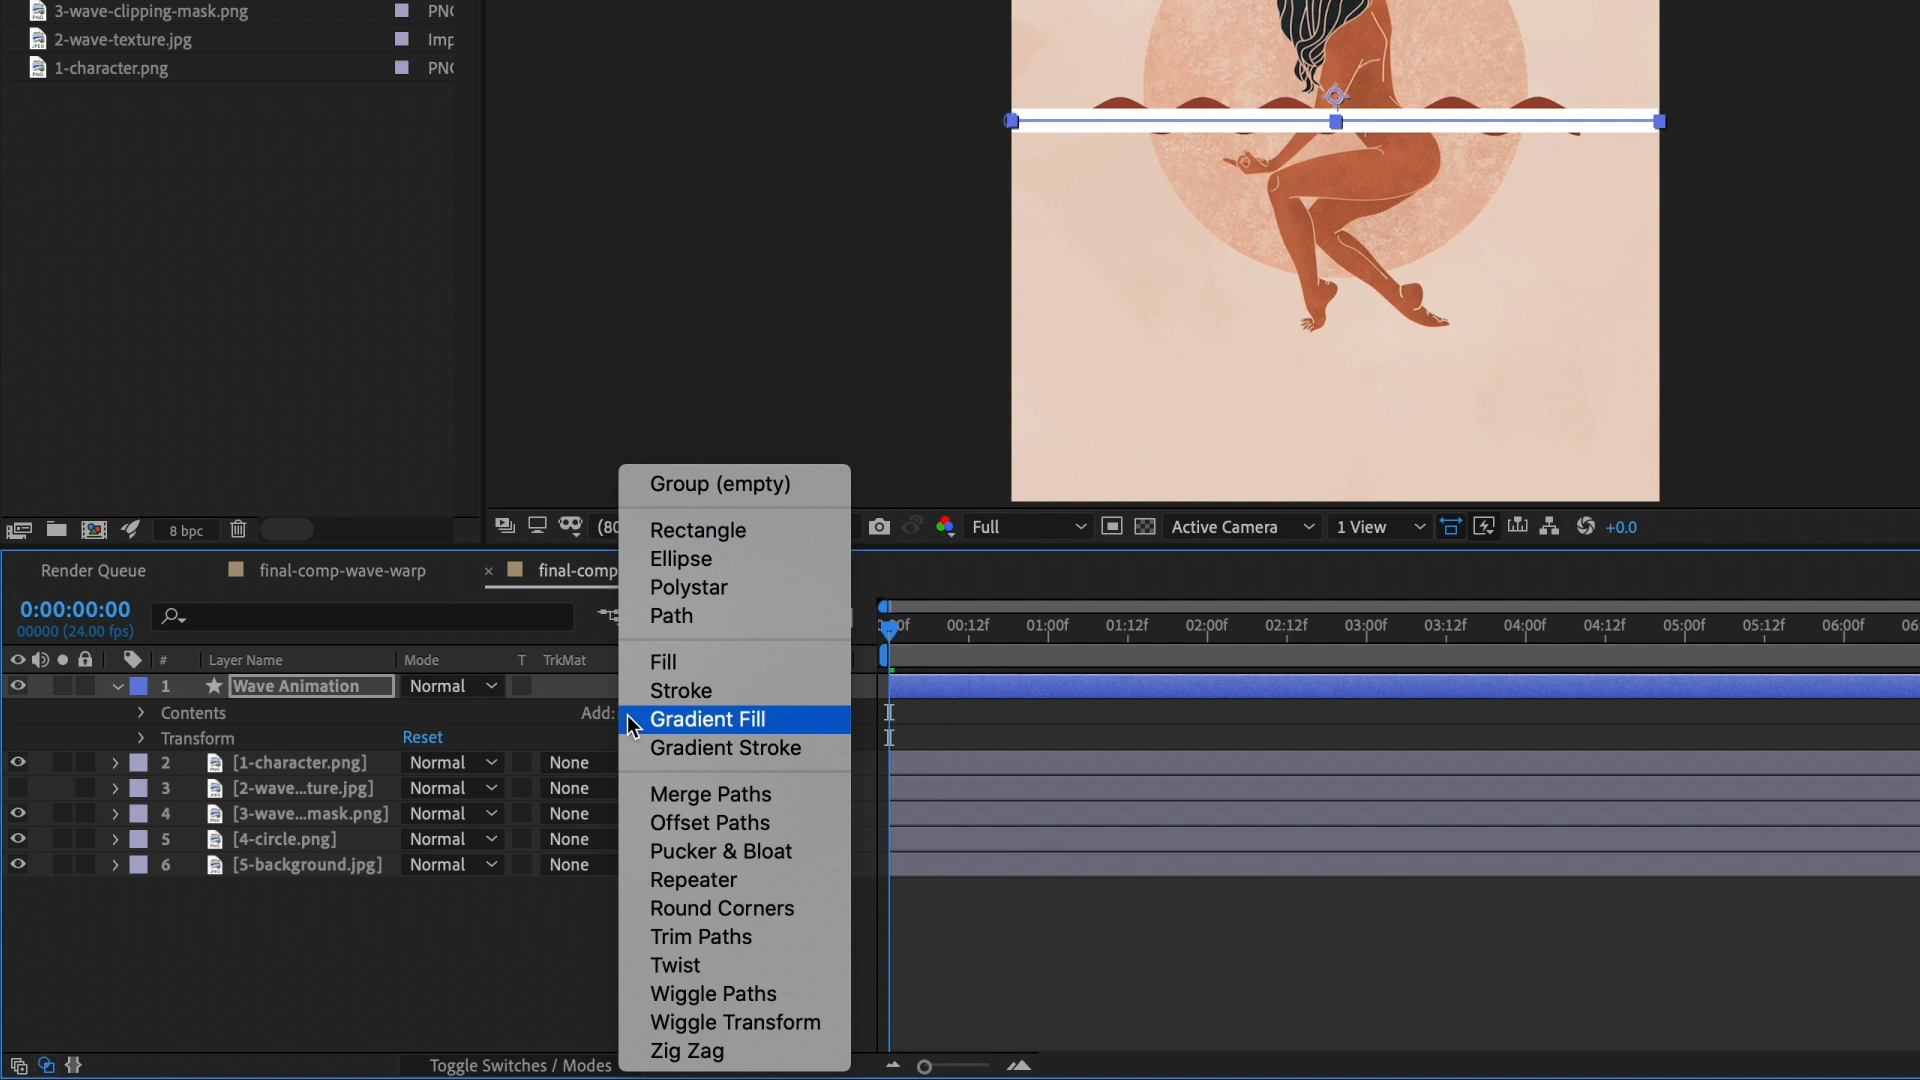 3-wave-clipping-mask.png PNG
2-wave-texture.jpg Imp
1-character.png PNG
8 bpc (80 Full Active Camera 1 View +0.0
Render Queue final-comp-wave-warp × final-comp
0:00:00:00
00000 (24.00 fps)
00f 00:12f 01:00f 01:12f 02:00f 02:12f 03:00f 03:12f 04:00f 04:12f 05:00f 05:12f 06:00f 06
# Layer Name Mode T TrkMat
1 Wave Animation Normal
Contents Add:
Transform Reset
2 [1-character.png] Normal None
3 [2-wave...ture.jpg] Normal None
4 [3-wave...mask.png] Normal None
5 [4-circle.png] Normal None
6 [5-background.jpg] Normal None
Toggle Switches / Modes
Group (empty)
Rectangle
Ellipse
Polystar
Path
Fill
Stroke
Gradient Fill
Gradient Stroke
Merge Paths
Offset Paths
Pucker & Bloat
Repeater
Round Corners
Trim Paths
Twist
Wiggle Paths
Wiggle Transform
Zig Zag